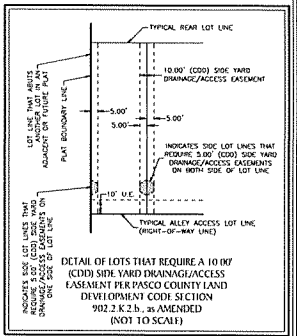 TYPICAL REAR LOT LINE
10.00' (CDD) SIDE YARD
DRAINAGE/ACCESS EASEMENT
LOT LINE THAT ABUTS
ANOTHER LOT IN AN
ADJACENT OR FUTURE PLAT
PLAT BOUNDARY LINE
5.00'
5.00'
5.00'
INDICATES SIDE LOT LINES THAT
REQUIRE 5.00' (CDD) SIDE YARD
DRAINAGE/ACCESS EASEMENTS
ON BOTH SIDE OF LOT LINE
INDICATES SIDE LOT LINES THAT
REQUIRE 5.00' (CDD) SIDE YARD
DRAINAGE/ACCESS EASEMENTS ON
ONE SIDE OF LOT LINE
10' U.E.
TYPICAL ALLEY ACCESS LOT LINE
(RIGHT-OF-WAY LINE)
DETAIL OF LOTS THAT REQUIRE A 10.00'
(CDD) SIDE YARD DRAINAGE/ACCESS
EASEMENT PER PASCO COUNTY LAND
DEVELOPMENT CODE SECTION
902.2.K.2.b., as AMENDED
(NOT TO SCALE)